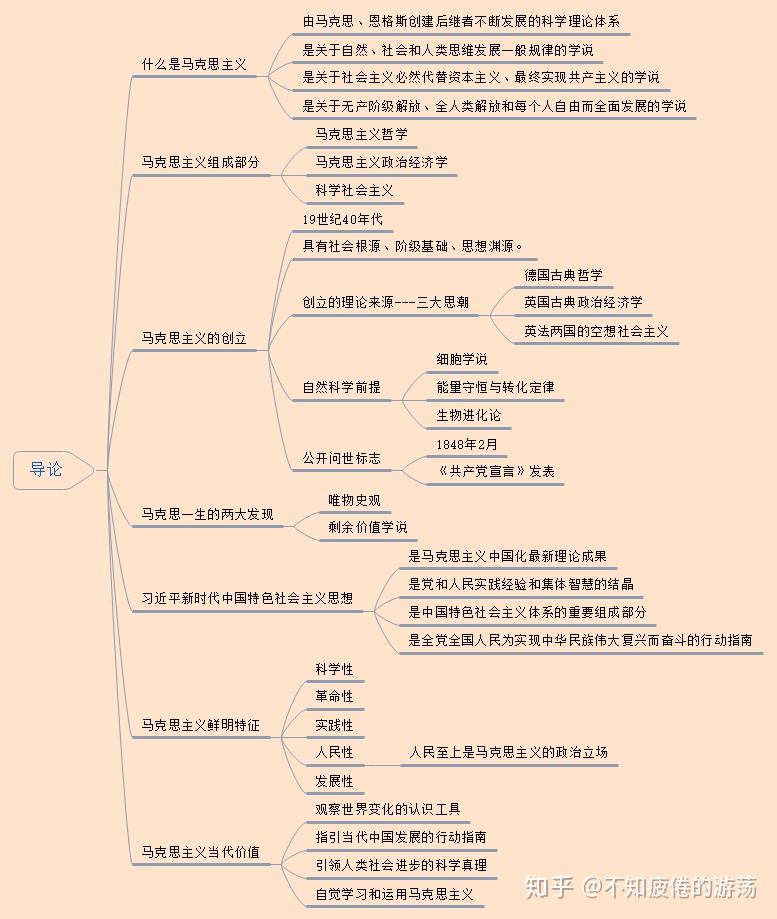 导论
什么是马克思主义
由马克思、恩格斯创建后继者不断发展的科学理论体系
是关于自然、社会和人类思维发展一般规律的学说
是关于社会主义必然代替资本主义、最终实现共产主义的学说
是关于无产阶级解放、全人类解放和每个人自由而全面发展的学说
马克思主义组成部分
马克思主义哲学
马克思主义政治经济学
科学社会主义
马克思主义的创立
19世纪40年代
具有社会根源、阶级基础、思想渊源。
创立的理论来源---三大思潮
德国古典哲学
英国古典政治经济学
英法两国的空想社会主义
自然科学前提
细胞学说
能量守恒与转化定律
生物进化论
公开问世标志
1848年2月
《共产党宣言》发表
马克思一生的两大发现
唯物史观
剩余价值学说
习近平新时代中国特色社会主义思想
是马克思主义中国化最新理论成果
是党和人民实践经验和集体智慧的结晶
是中国特色社会主义体系的重要组成部分
是全党全国人民为实现中华民族伟大复兴而奋斗的行动指南
马克思主义鲜明特征
科学性
革命性
实践性
人民性
人民至上是马克思主义的政治立场
发展性
马克思主义当代价值
观察世界变化的认识工具
指引当代中国发展的行动指南
引领人类社会进步的科学真理
自觉学习和运用马克思主义
知乎 @不知疲倦的游荡